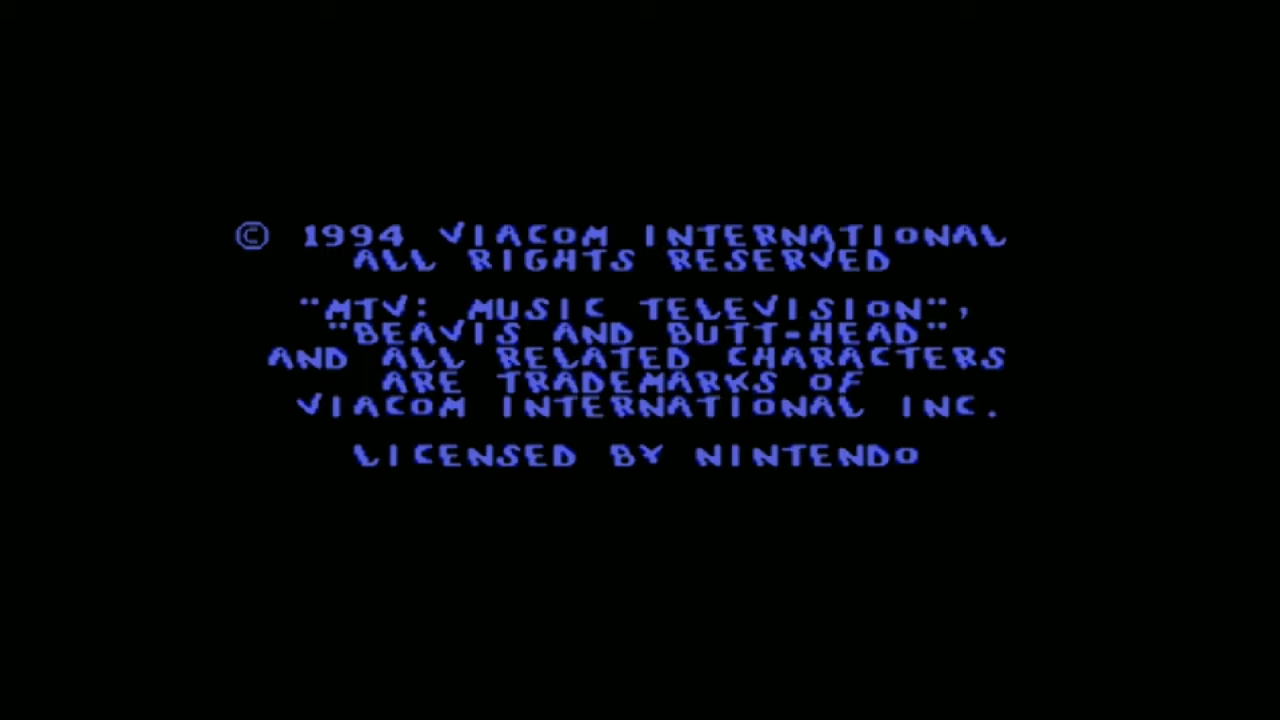 © 1994 VIACOM INTERNATIONAL
ALL RIGHTS RESERVED
"MTV: MUSIC TELEVISION",
"BEAVIS AND BUTT-HEAD"
AND ALL RELATED CHARACTERS
ARE TRADEMARKS OF
VIACOM INTERNATIONAL INC.
LICENSED BY NINTENDO